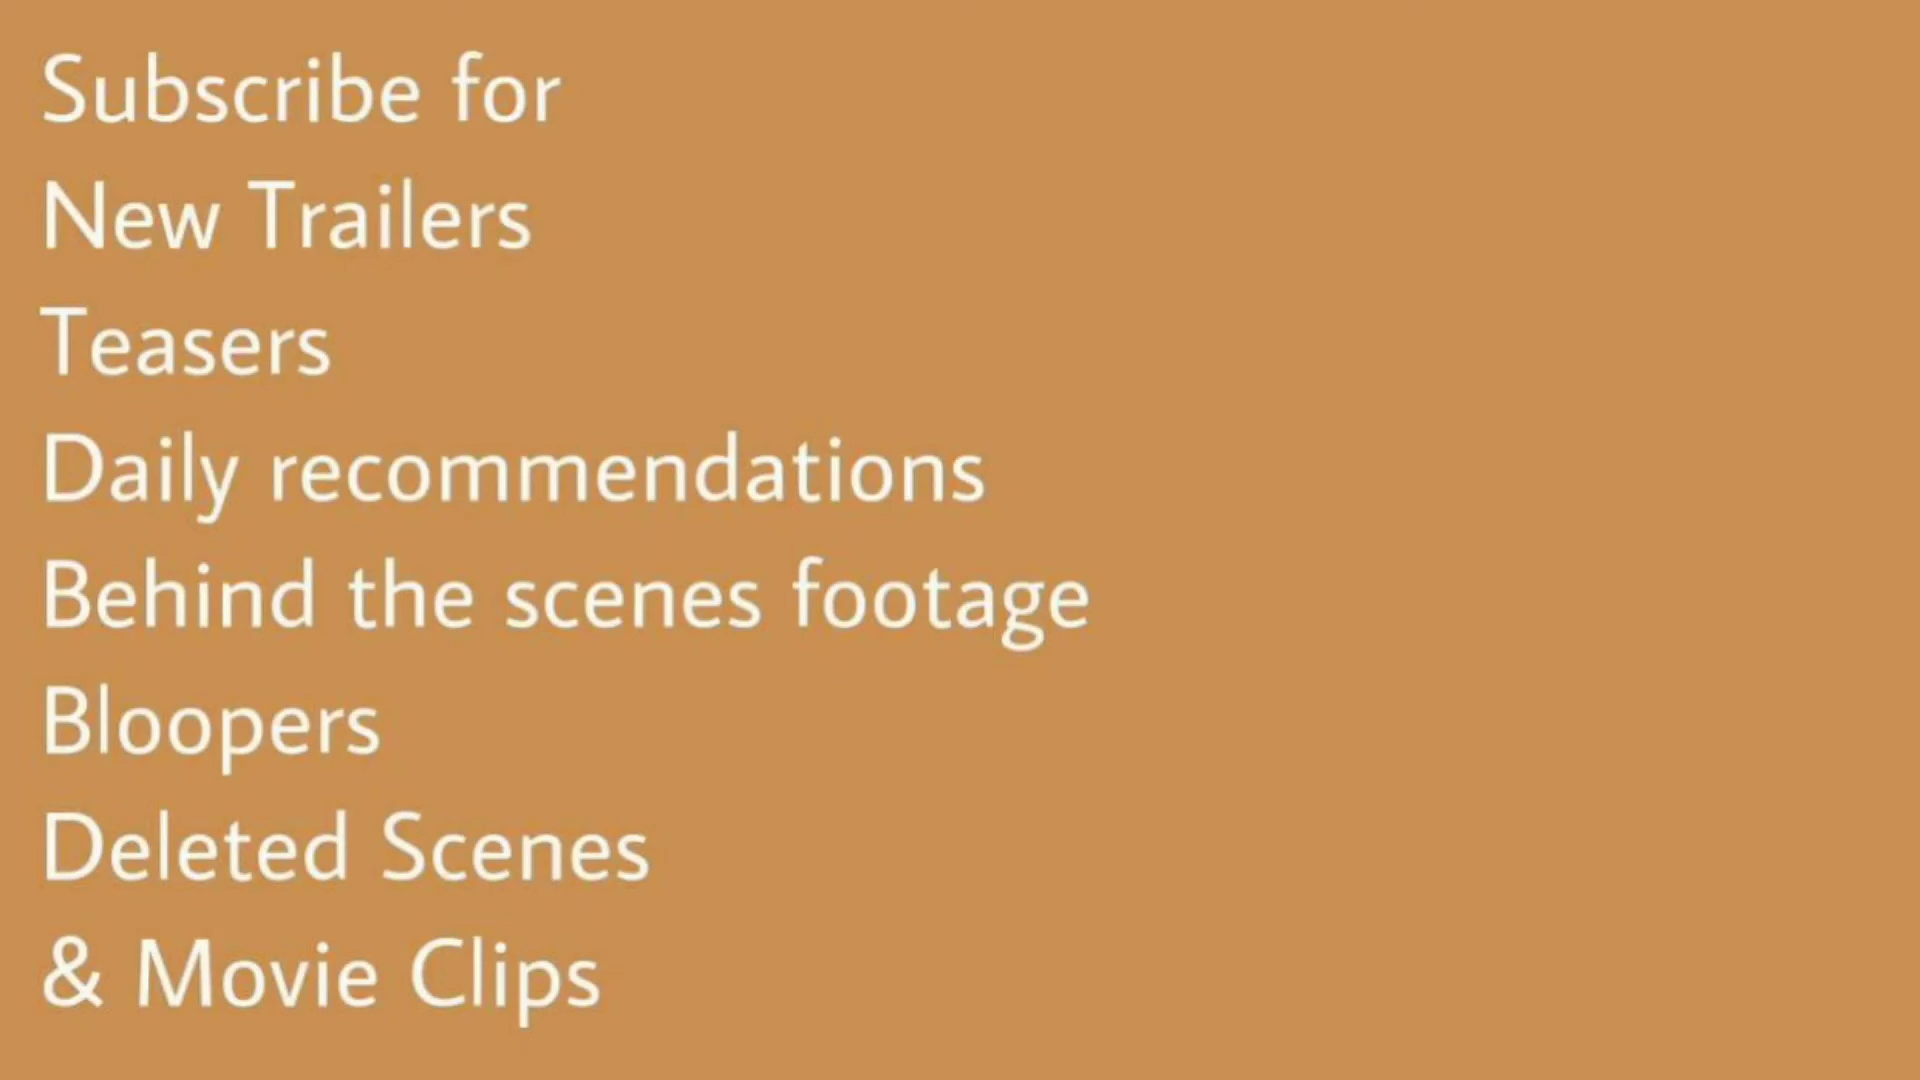 Subscribe for
New Trailers
Teasers
Daily recommendations
Behind the scenes footage
Bloopers
Deleted Scenes
& Movie Clips